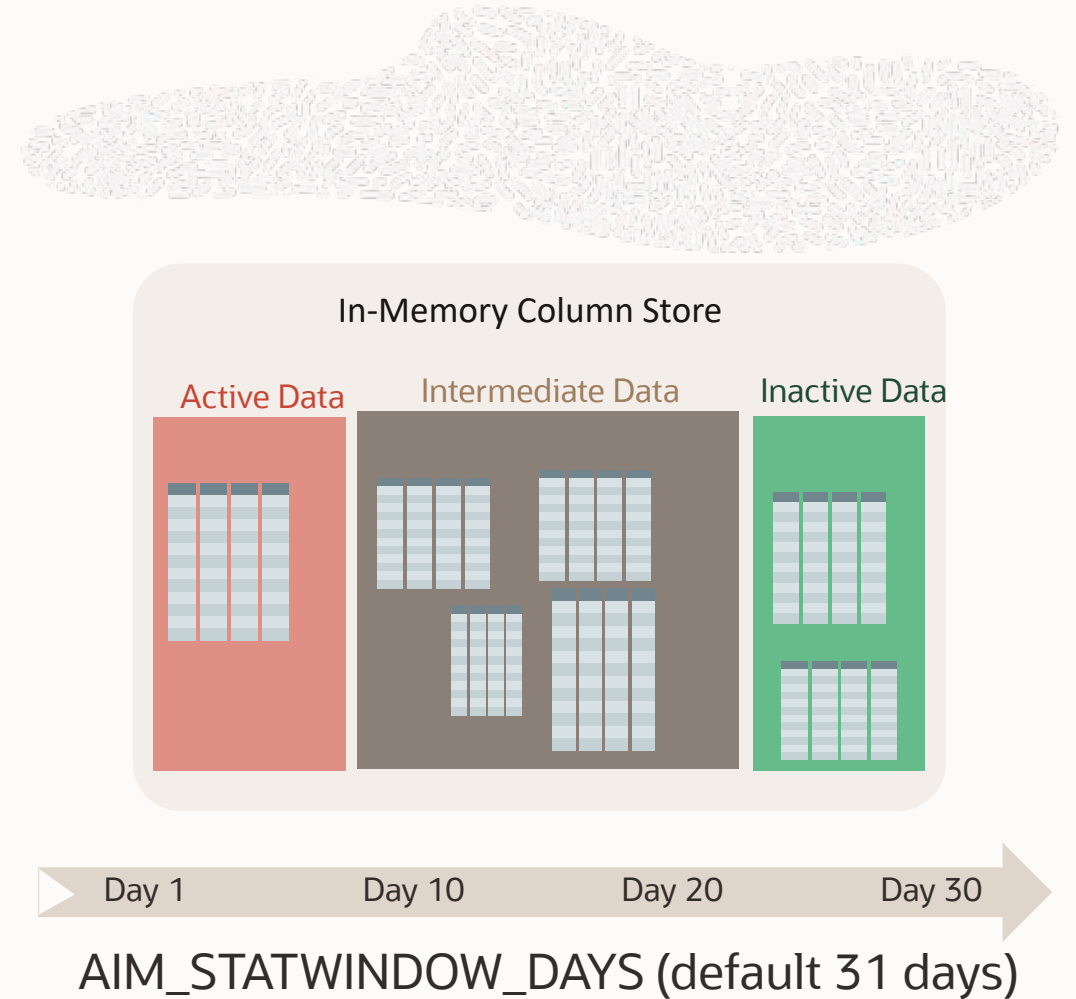 In-Memory Column Store
Active Data
Intermediate Data
Inactive Data
Day 1
Day 10
Day 20
Day 30
AIM_STATWINDOW_DAYS (default 31 days)